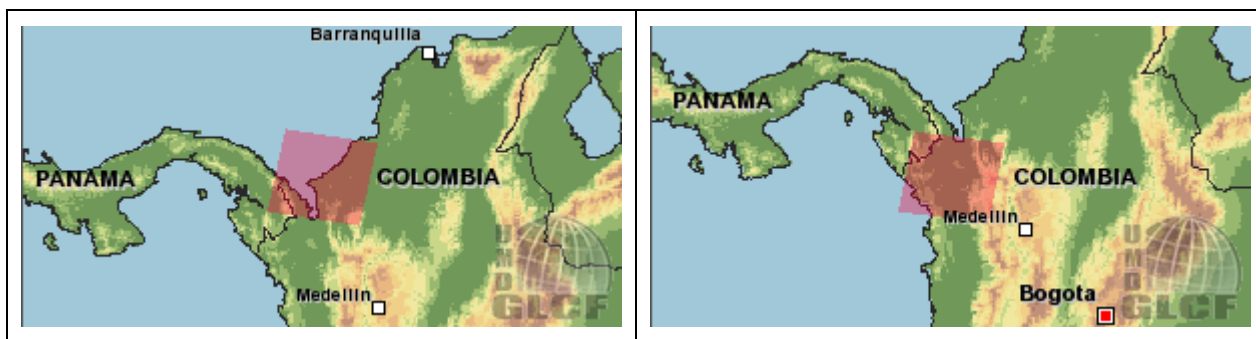 Barranquilla
PANAMA
COLOMBIA
Medellin
UMD
GLCF
PANAMA
COLOMBIA
Medellin
Bogota
UMD
GLCF